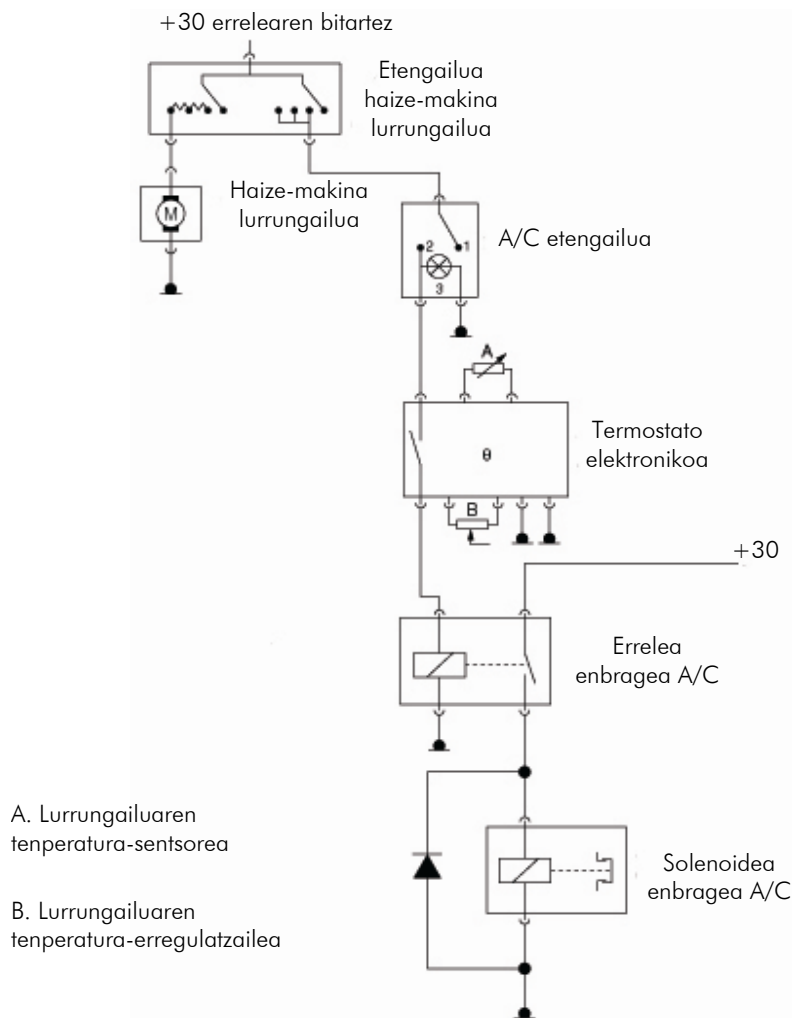 +30 errelearen bitartez
Etengailua
haize-makina
lurrungailua
Haize-makina
lurrungailua
M
A/C etengailua
2
1
3
A
Termostato
elektronikoa
θ
B
+30
Errelea
enbragea A/C
A. Lurrungailuaren
tenperatura-sentsorea
Solenoidea
enbragea A/C
B. Lurrungailuaren
tenperatura-erregulatzailea